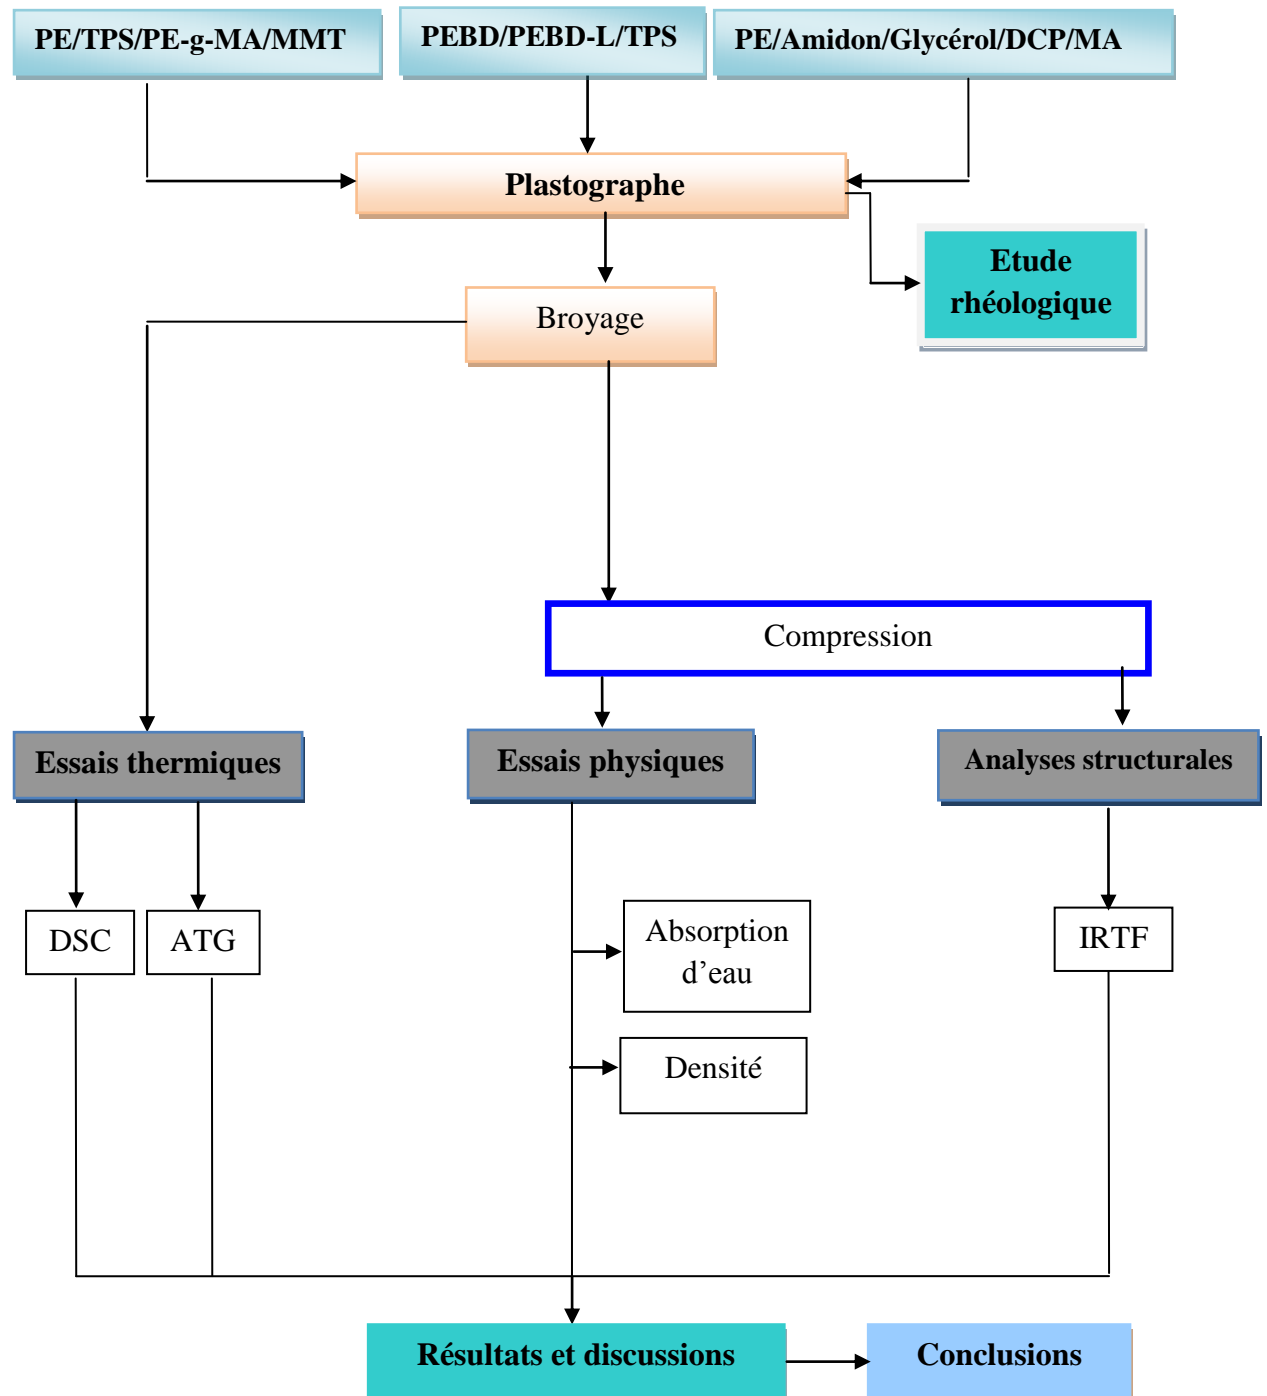 PE/TPS/PE-g-MA/MMT
PEBD/PEBD-L/TPS
PE/Amidon/Glycérol/DCP/MA
Plastographe
Etude
rhéologique
Broyage
Compression
Essais thermiques
Essais physiques
Analyses structurales
DSC
ATG
Absorption
d’eau
IRTF
Densité
Résultats et discussions
Conclusions